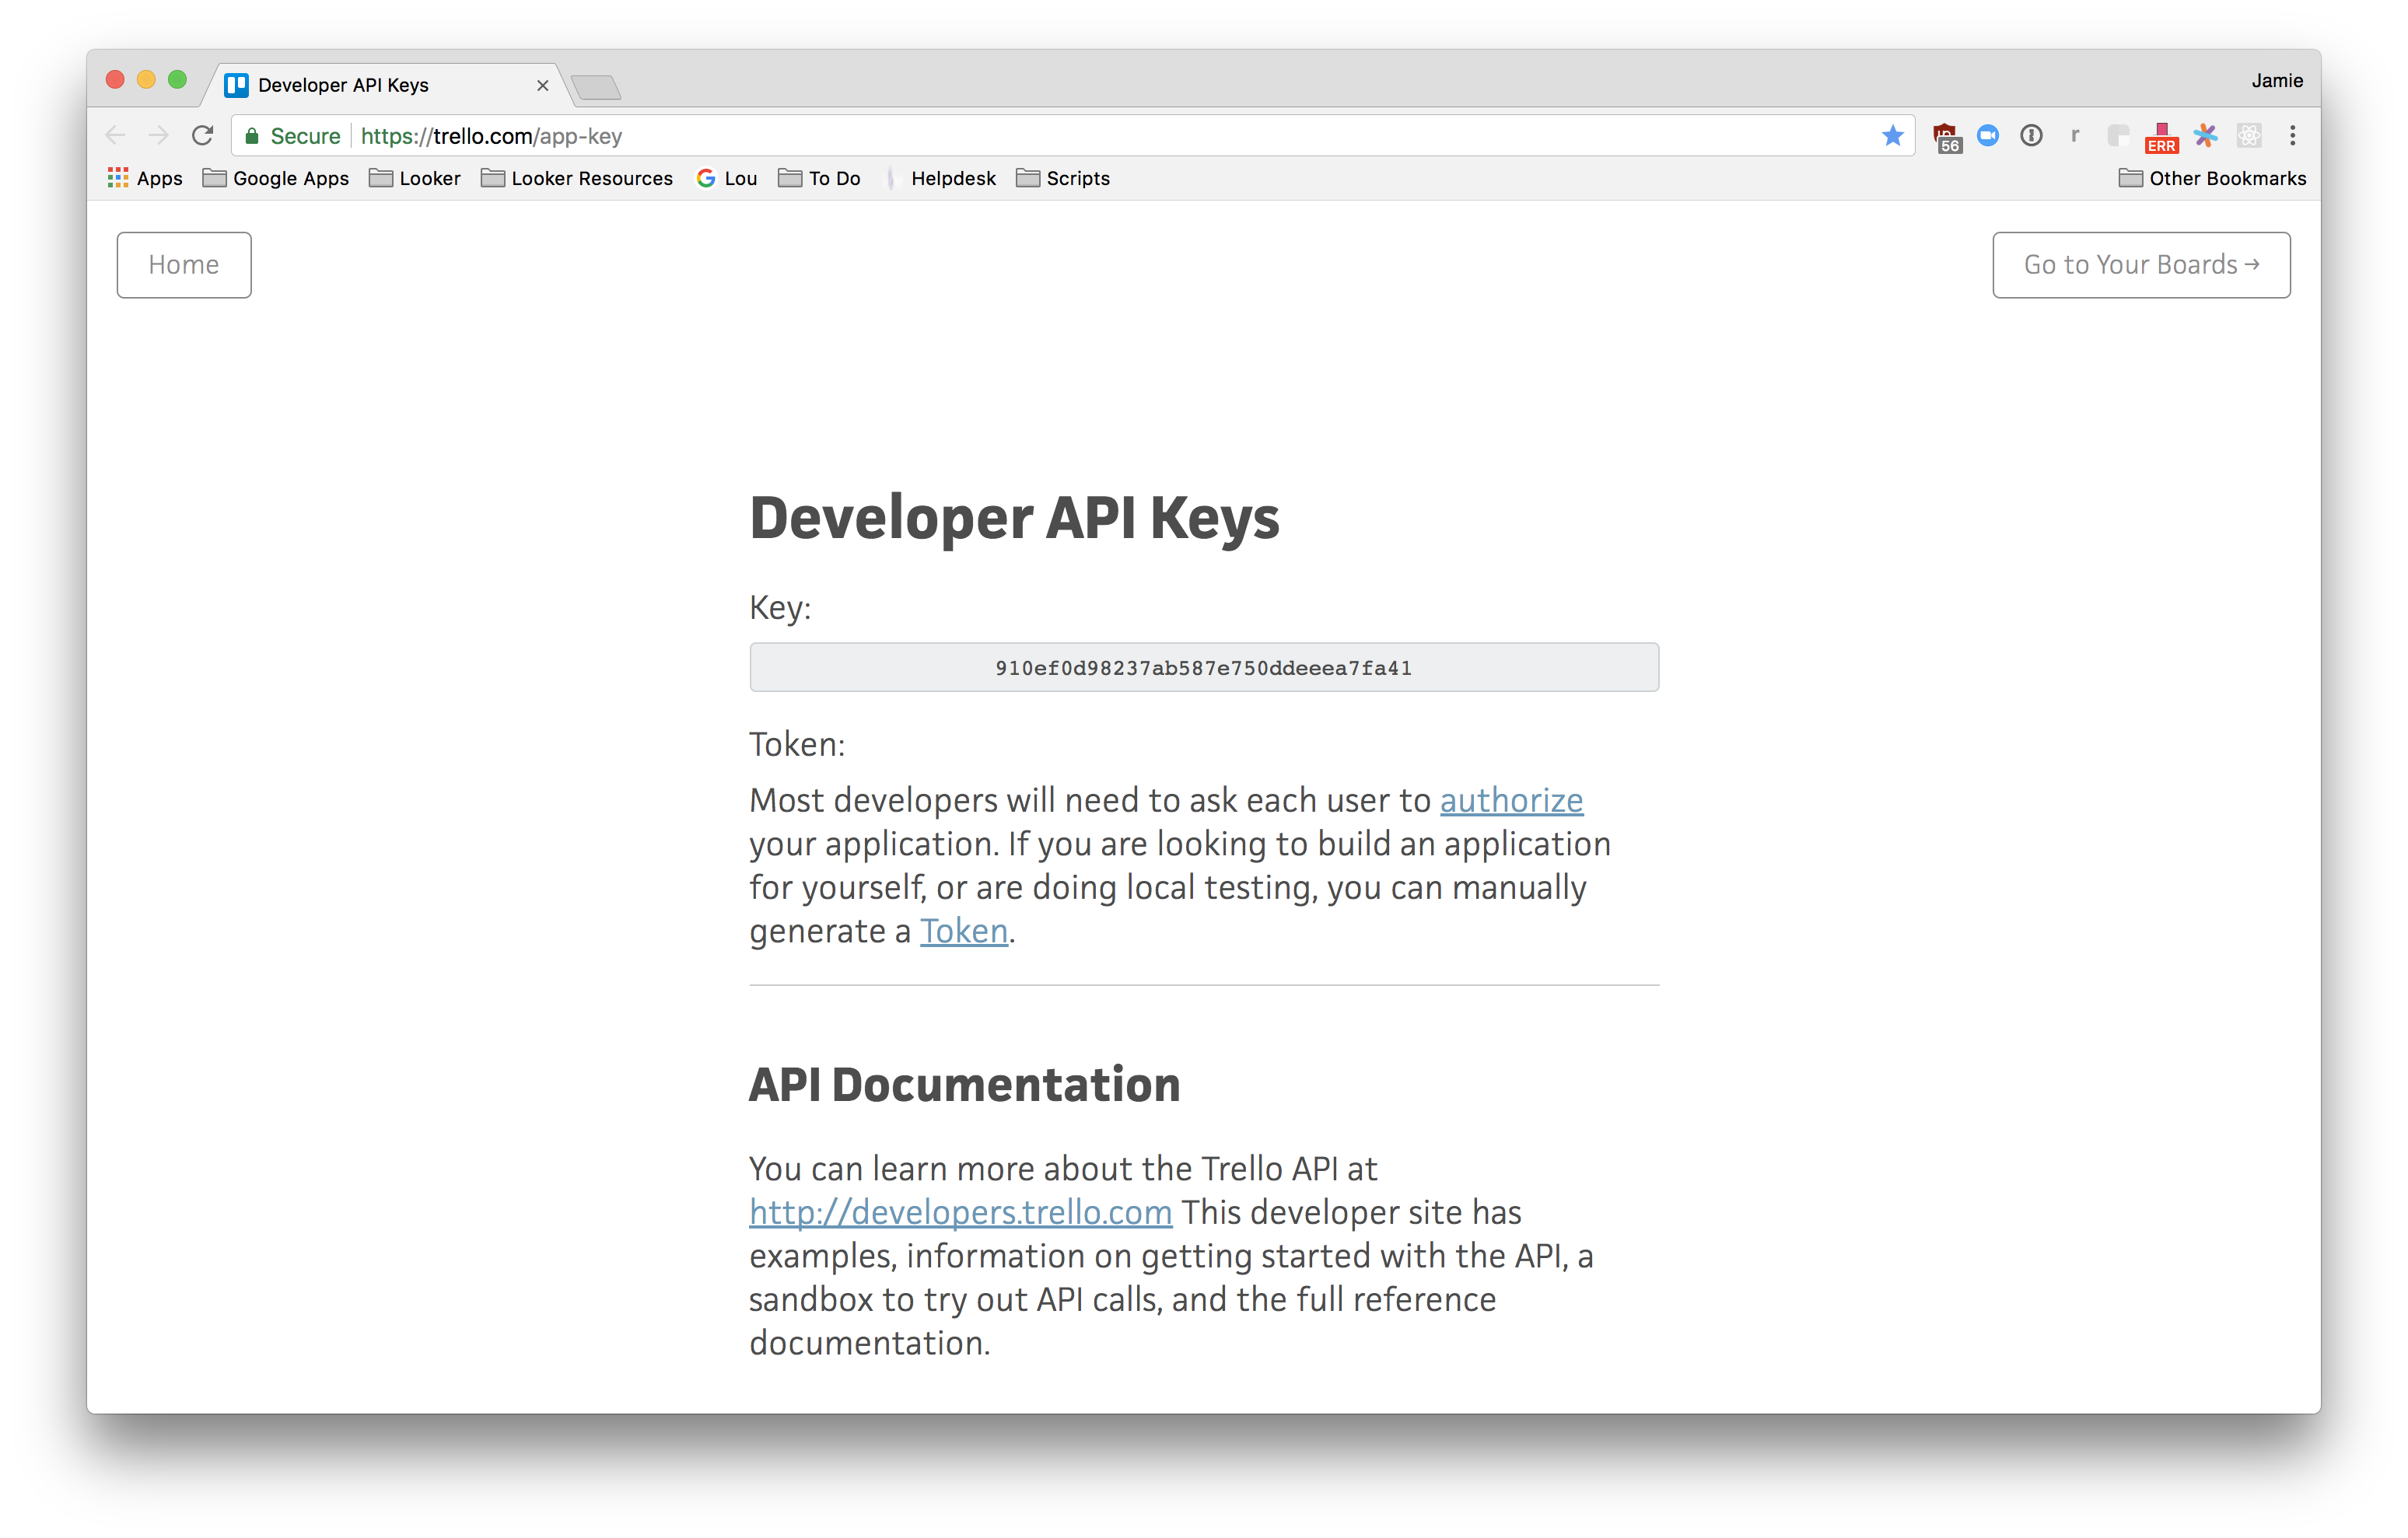 Developer API Keys
Jamie
Secure https://trello.com/app-key
56
r
ERR
Apps Google Apps Looker Looker Resources Lou To Do Helpdesk Scripts Other Bookmarks
Home Go to Your Boards →
Developer API Keys
Key:
910ef0d98237ab587e750ddeeea7fa41
Token:
Most developers will need to ask each user to authorize
your application. If you are looking to build an application
for yourself, or are doing local testing, you can manually
generate a Token.
API Documentation
You can learn more about the Trello API at
http://developers.trello.com This developer site has
examples, information on getting started with the API, a
sandbox to try out API calls, and the full reference
documentation.